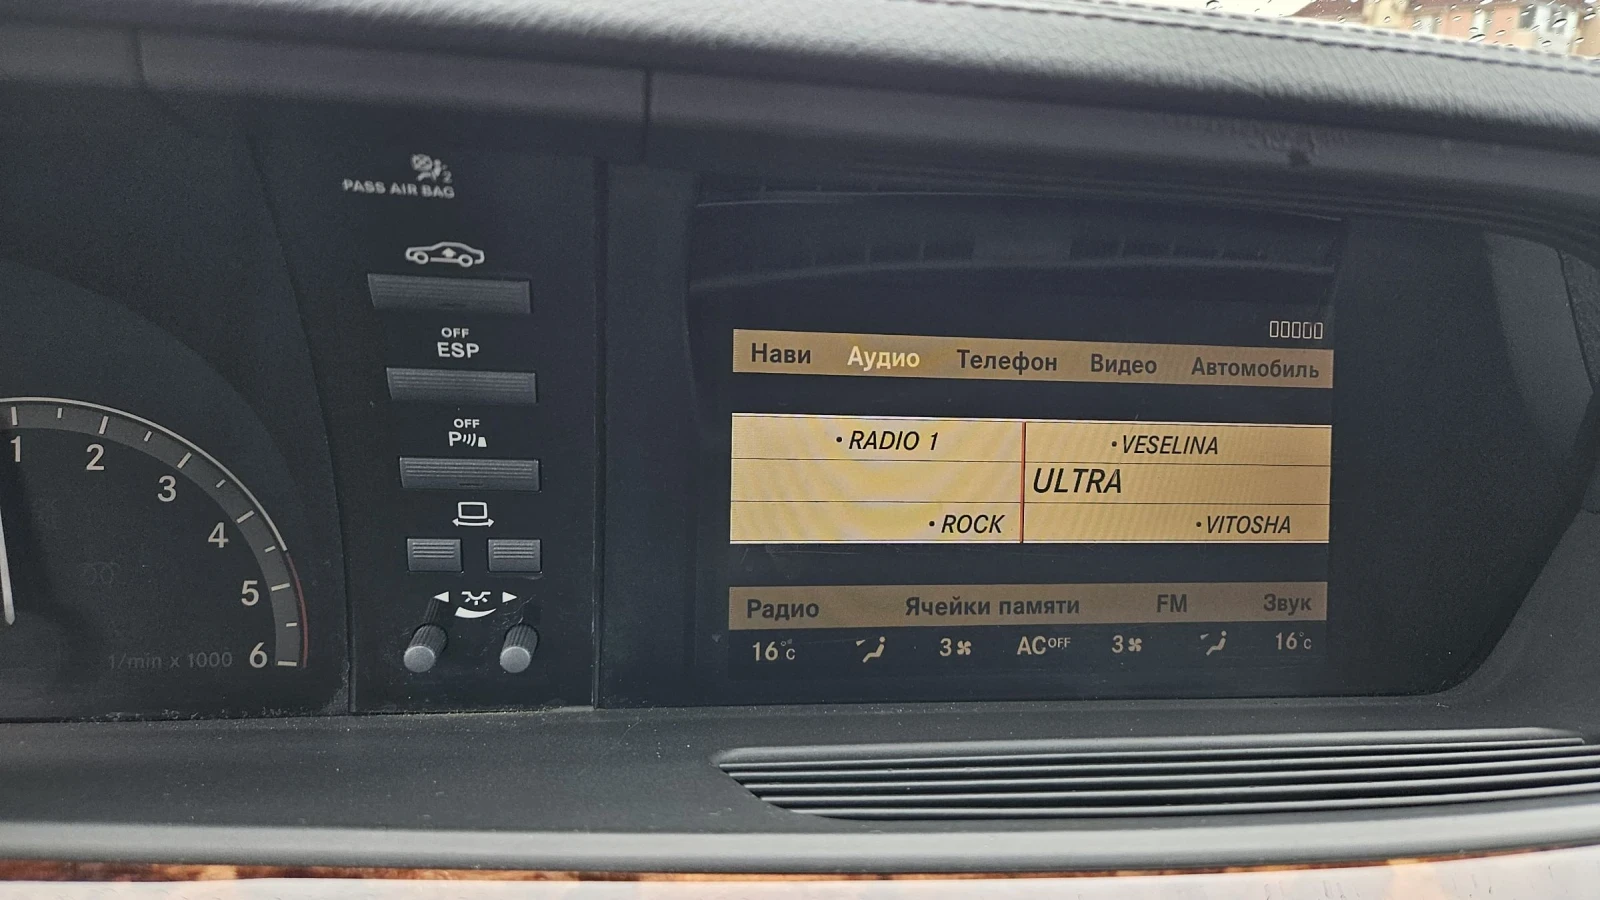 PASS AIR BAG
2
OFF
ESP
OFF
P
1 2 3 4 5 6
1/min x 1000
Нави Аудио Телефон Видео Автомобиль
• RADIO 1 • VESELINA
ULTRA
• ROCK • VITOSHA
Радио Ячейки памяти FM Звук
16°C 3 AC OFF 3 16°C